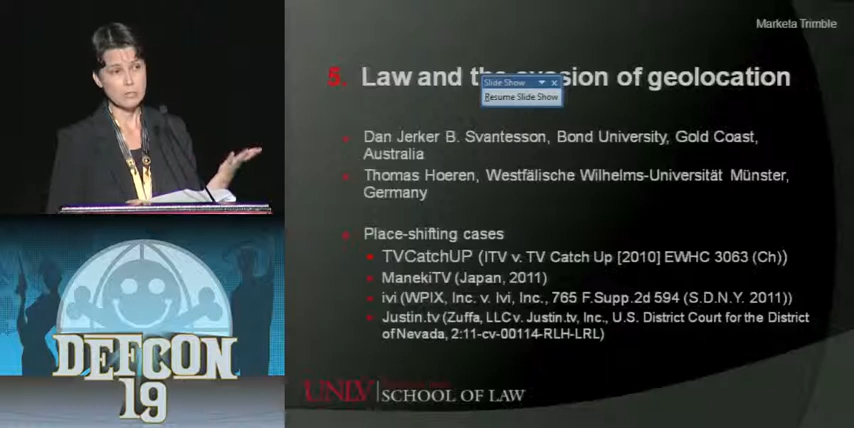 Marketa Trimble
5. Law and the evasion of geolocation
Slide Show
Resume Slide Show
Dan Jerker B. Svantesson, Bond University, Gold Coast,
Australia
Thomas Hoeren, Westfälische Wilhelms-Universität Münster,
Germany
Place-shifting cases
TVCatchUP (ITV v. TV Catch Up [2010] EWHC 3063 (Ch))
ManekiTV (Japan, 2011)
ivi (WPIX, Inc. v. Ivi, Inc., 765 F.Supp.2d 594 (S.D.N.Y. 2011))
Justin.tv (Zuffa, LLC v. Justin.tv, Inc., U.S. District Court for the District
of Nevada, 2:11-cv-00114-RLH-LRL)
DEFCON
19
UNLV SCHOOL OF LAW